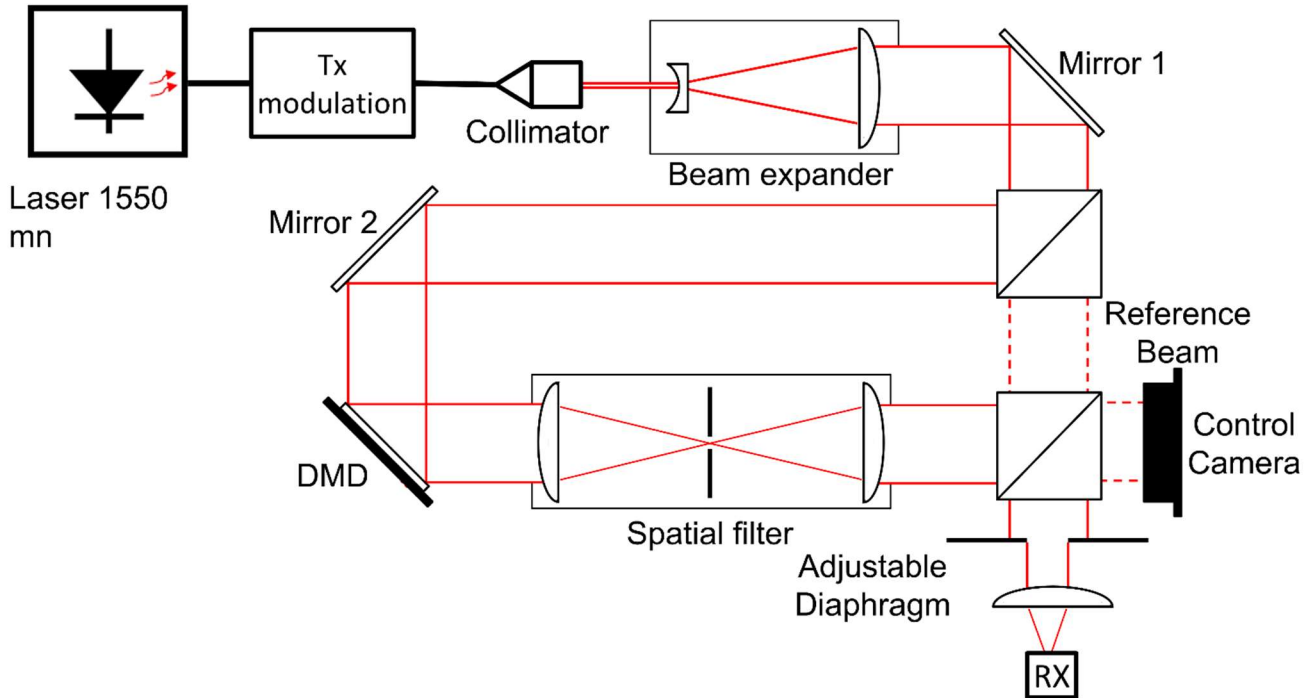 Tx
modulation
Collimator
Beam expander
Mirror 1
Laser 1550
mn
Mirror 2
Reference
Beam
Control
Camera
DMD
Spatial filter
Adjustable
Diaphragm
RX